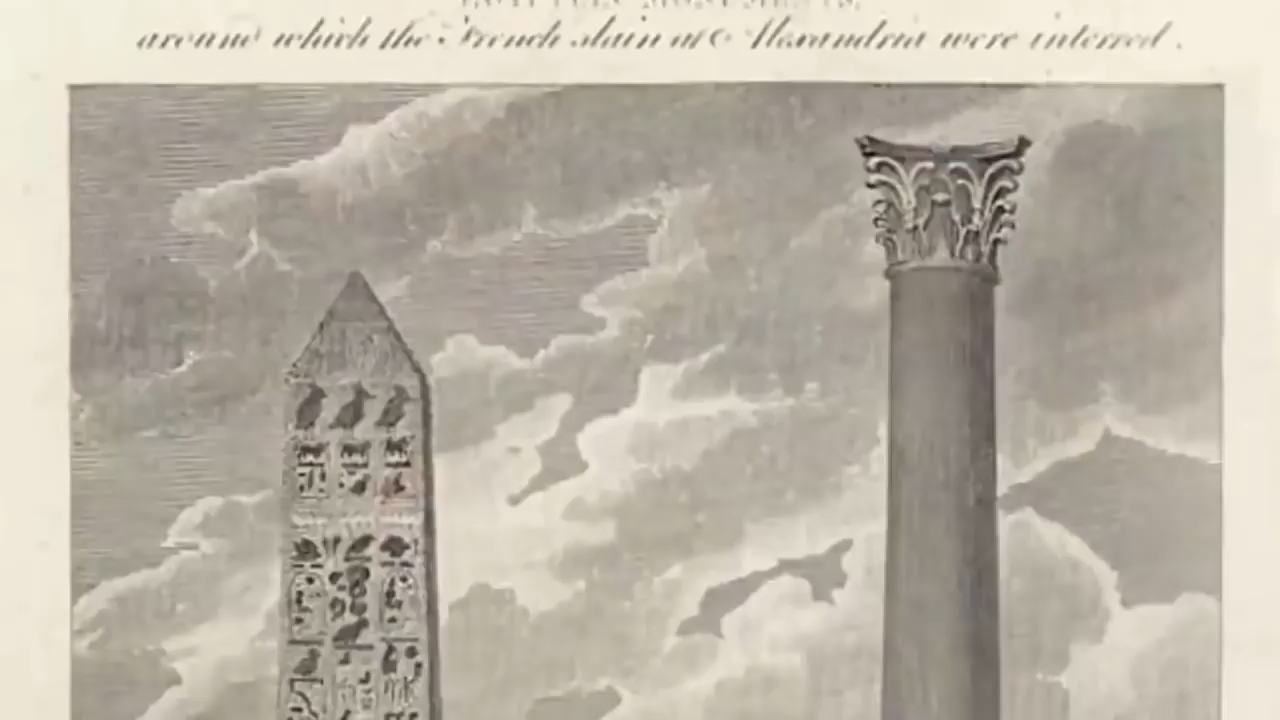 around which the French slain at Alexandria were interred.